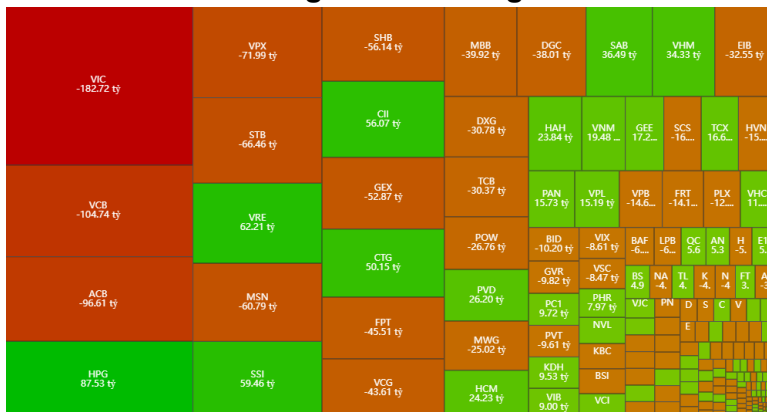 VIC
-182.72 tỷ
VCB
-104.74 tỷ
ACB
-96.61 tỷ
HPG
87.53 tỷ
VPX
-71.99 tỷ
STB
-66.46 tỷ
VRE
62.21 tỷ
MSN
-60.79 tỷ
SSI
59.46 tỷ
SHB
-56.14 tỷ
CII
56.07 tỷ
GEX
-52.87 tỷ
CTG
50.15 tỷ
FPT
-45.51 tỷ
VCG
-43.61 tỷ
MBB
-39.92 tỷ
DGC
-38.01 tỷ
SAB
36.49 tỷ
VHM
34.33 tỷ
EIB
-32.55 tỷ
DXG
-30.78 tỷ
TCB
-30.37 tỷ
POW
-26.76 tỷ
PVD
26.20 tỷ
MWG
-25.02 tỷ
HCM
24.23 tỷ
HAH
23.84 tỷ
VNM
19.48 ...
GEE
17.2...
SCS
-16....
TCX
16.6...
HVN
-15....
PAN
15.73 tỷ
VPL
15.19 tỷ
VPB
-14.6...
FRT
-14.1...
PLX
-12....
VHC
11....
BID
-10.20 tỷ
GVR
-9.82 tỷ
PC1
9.72 tỷ
PVT
-9.61 tỷ
KDH
9.53 tỷ
VIB
9.00 tỷ
VIX
-8.61 tỷ
VSC
-8.47 tỷ
PHR
7.97 tỷ
NVL
KBC
BSI
VCI
BAF
-6....
LPB
-6...
QC
5.6
AN
5.3
H
-5.
E1
5.
BS
4.9
NA
-4.
TL
4.
K
-4.
N
-4
FT
3.
A
-3
VJC
PN
D
S
C
V
E